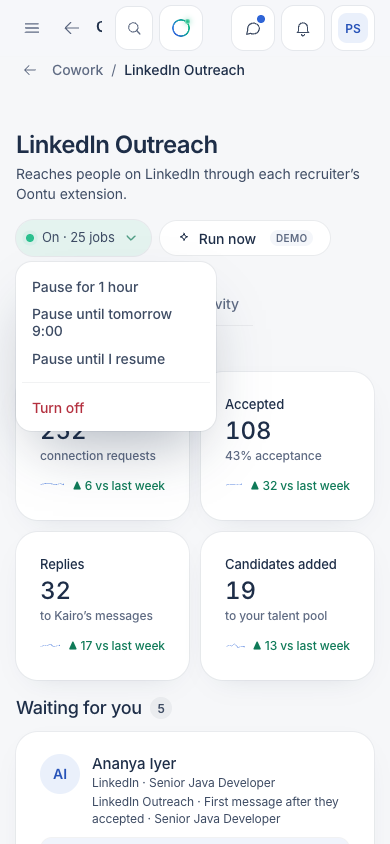 PS
Cowork / LinkedIn Outreach
LinkedIn Outreach
Reaches people on LinkedIn through each recruiter's
Oontu extension.
On · 25 jobs
Run now DEMO
Pause for 1 hour
Pause until tomorrow
9:00
Pause until I resume
Turn off
Accepted
108
43% acceptance
32 vs last week
connection requests
6 vs last week
Replies
32
to Kairo's messages
17 vs last week
Candidates added
19
to your talent pool
13 vs last week
Waiting for you 5
AI
Ananya Iyer
LinkedIn · Senior Java Developer
LinkedIn Outreach · First message after they
accepted · Senior Java Developer